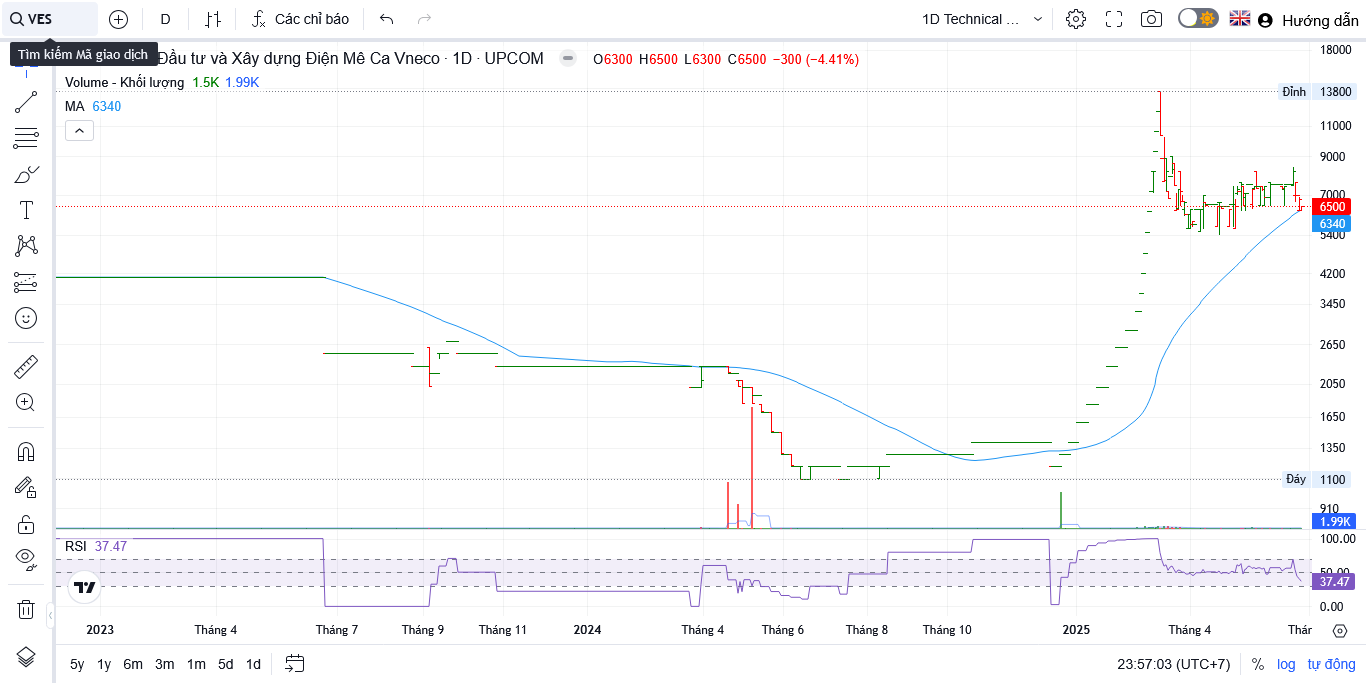 VES D Các chỉ báo 1D Technical ... Hướng dẫn
Tìm kiếm Mã giao dịch Đầu tư và Xây dựng Điện Mê Ca Vneco · 1D · UPCOM O6300 H6500 L6300 C6500 −300 (−4.41%)
Volume - Khối lượng 1.5K 1.99K
MA 6340
18000
Đỉnh 13800
11000
9000
7000
6500
6340
5400
4200
3450
2650
2050
1650
1350
Đáy 1100
910
1.99K
RSI 37.47
100.00
50.00
37.47
0.00
2023 Tháng 4 Tháng 7 Tháng 9 Tháng 11 2024 Tháng 4 Tháng 6 Tháng 8 Tháng 10 2025 Tháng 4 Thár
5y 1y 6m 3m 1m 5d 1d 23:57:03 (UTC+7) % log tự động